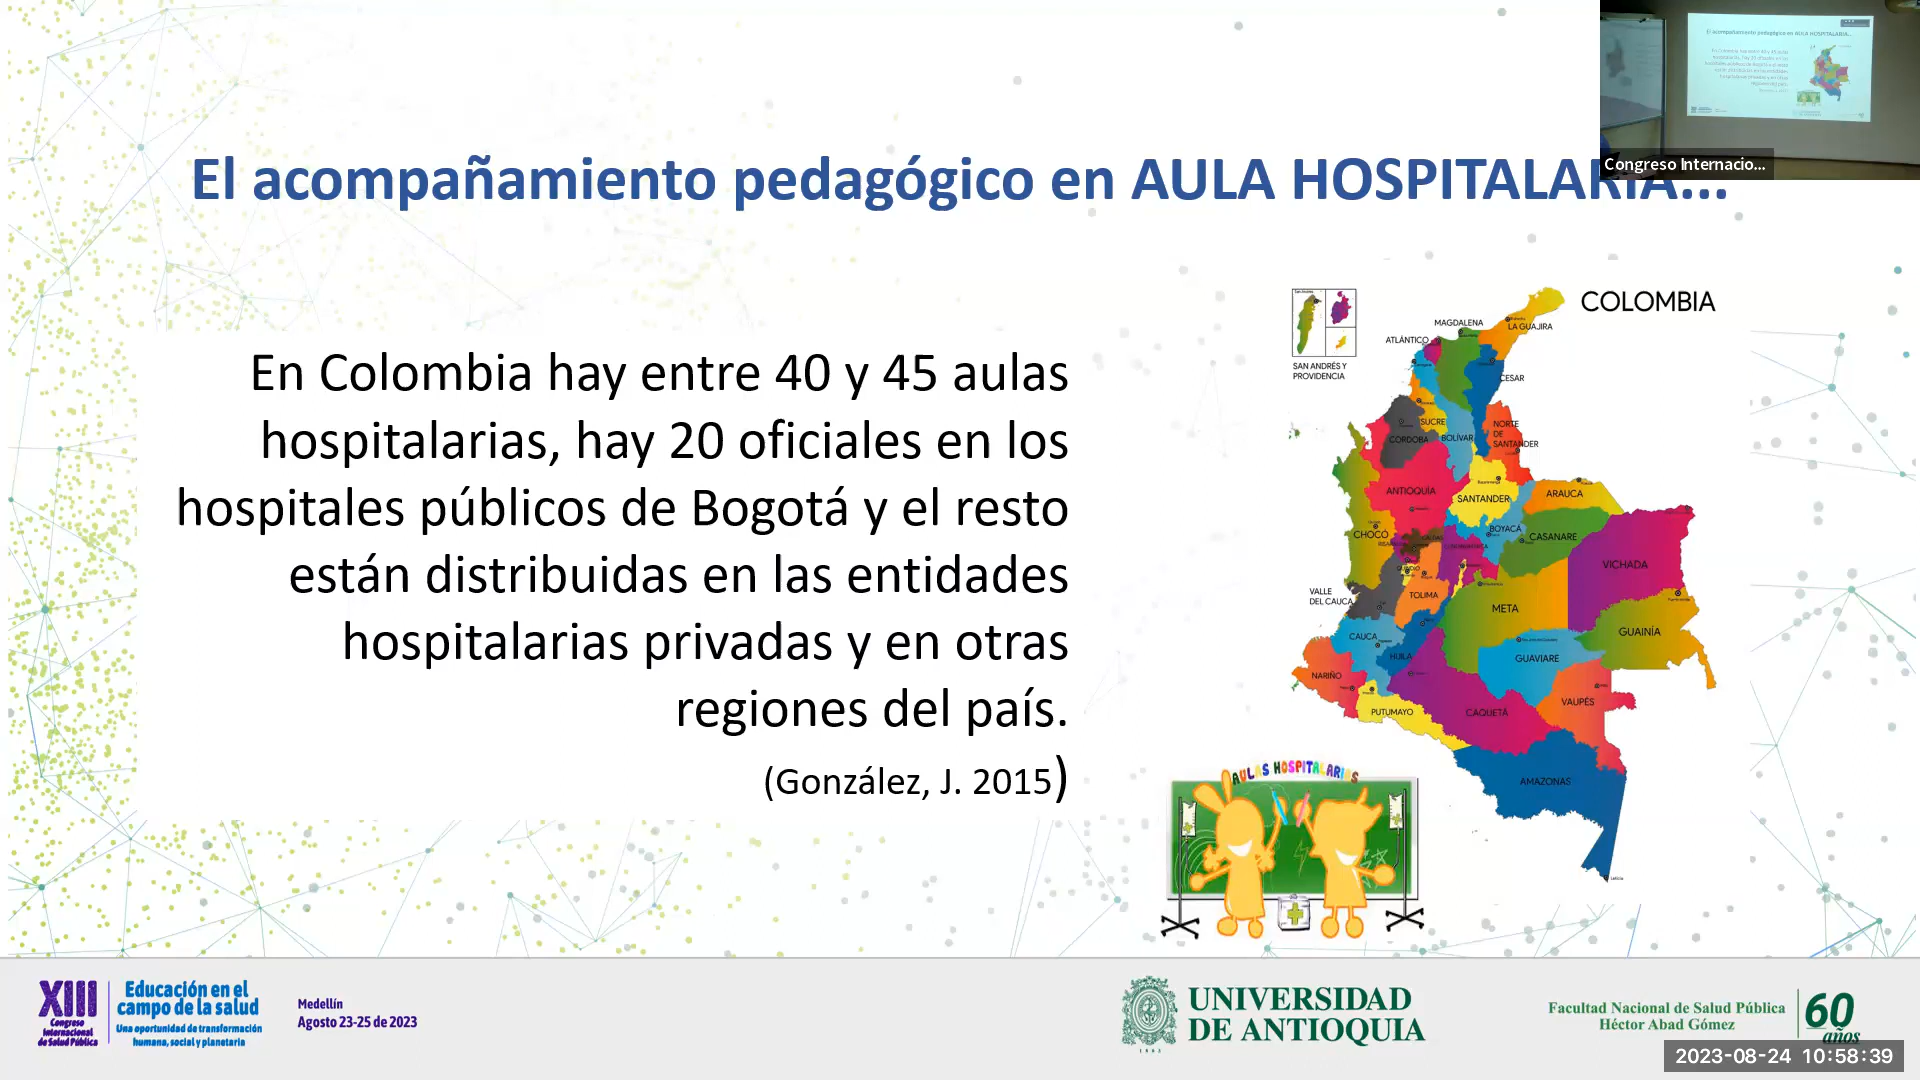 El acompañamiento pedagógico en AULA HOSPITALARIA...
Congreso Internacio...
En Colombia hay entre 40 y 45 aulas
hospitalarias, hay 20 oficiales en los
hospitales públicos de Bogotá y el resto
están distribuidas en las entidades
hospitalarias privadas y en otras
regiones del país.
(González, J. 2015)
COLOMBIA
SAN ANDRÉS Y
PROVIDENCIA
MAGDALENA
LA GUAJIRA
ATLÁNTICO
CESAR
SUCRE
CÓRDOBA
BOLÍVAR
NORTE
DE
SANTANDER
ANTIOQUÍA
SANTANDER
ARAUCA
CHOCÓ
BOYACÁ
CASANARE
VICHADA
VALLE
DEL CAUCA
TOLIMA
META
GUAINÍA
CAUCA
HUILA
GUAVIARE
NARIÑO
VAUPÉS
PUTUMAYO
CAQUETÁ
AMAZONAS
AULAS HOSPITALARIAS
XIII
Congreso
Internacional
de Salud Pública
Educación en el
campo de la salud
Una oportunidad de transformación
humana, social y planetaria
Medellín
Agosto 23-25 de 2023
UNIVERSIDAD
DE ANTIOQUIA
1803
Facultad Nacional de Salud Pública
Héctor Abad Gómez
60
años
2023-08-24 10:58:39